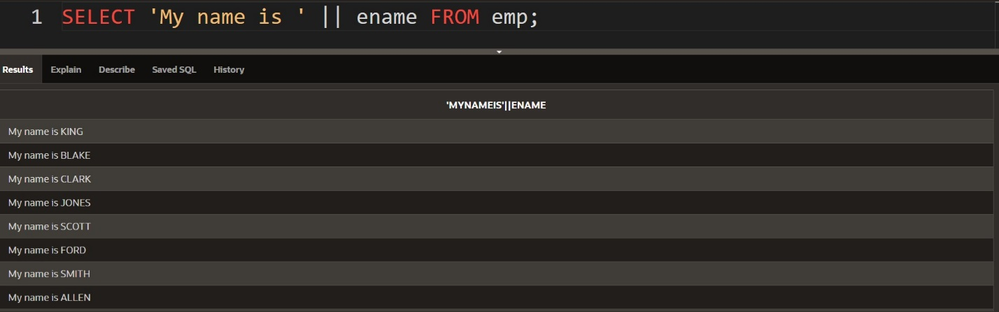 1 SELECT 'My name is ' || ename FROM emp;
Results Explain Describe Saved SQL History
'MYNAMEIS'||ENAME
My name is KING
My name is BLAKE
My name is CLARK
My name is JONES
My name is SCOTT
My name is FORD
My name is SMITH
My name is ALLEN